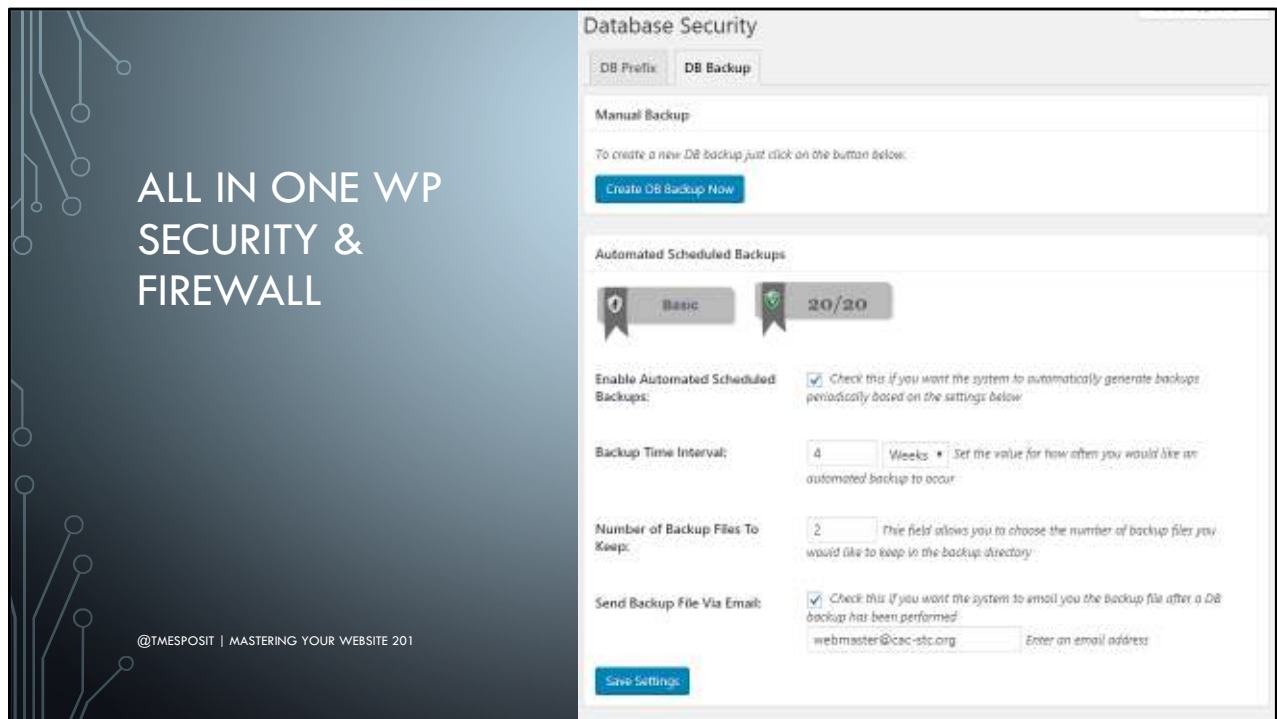 ALL IN ONE WP
SECURITY &
FIREWALL
@TMESPOSIT | MASTERING YOUR WEBSITE 201
Database Security
DB Prefix
DB Backup
Manual Backup
To create a new DB backup just click on the button below.
Create DB Backup Now
Automated Scheduled Backups
Basic
20/20
Enable Automated Scheduled
Backups:
Check this if you want the system to automatically generate backups
periodically based on the settings below
Backup Time Interval:
4
Weeks
Set the value for how often you would like an
automated backup to occur
Number of Backup Files To
Keep:
2
This field allows you to choose the number of backup files you
would like to keep in the backup directory
Send Backup File Via Email:
Check this if you want the system to email you the backup file after a DB
backup has been performed
webmaster@cac-stc.org
Enter an email address
Save Settings